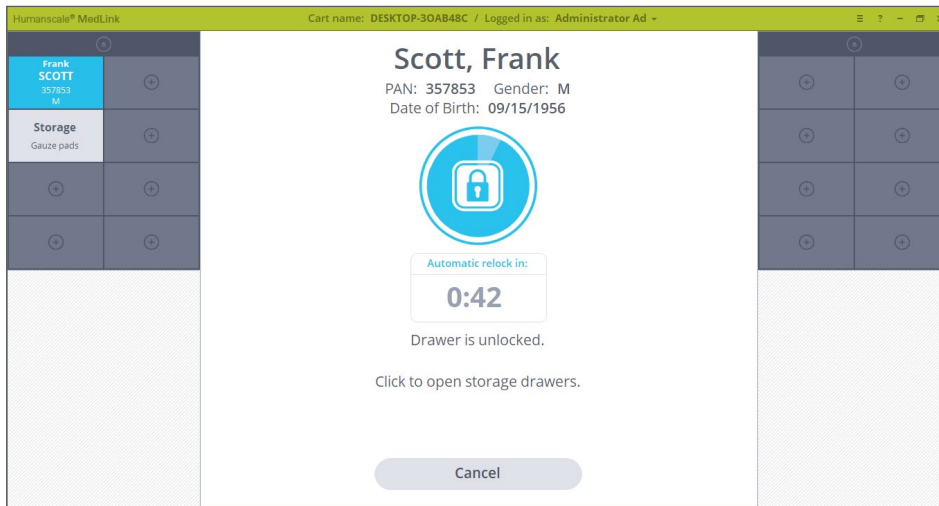 Humanscale® MedLink
Cart name: DESKTOP-3OAB48C / Logged in as: Administrator Ad
?
Frank
SCOTT
357853
M
Storage
Gauze pads
Scott, Frank
PAN: 357853 Gender: M
Date of Birth: 09/15/1956
Automatic relock in:
0:42
Drawer is unlocked.
Click to open storage drawers.
Cancel